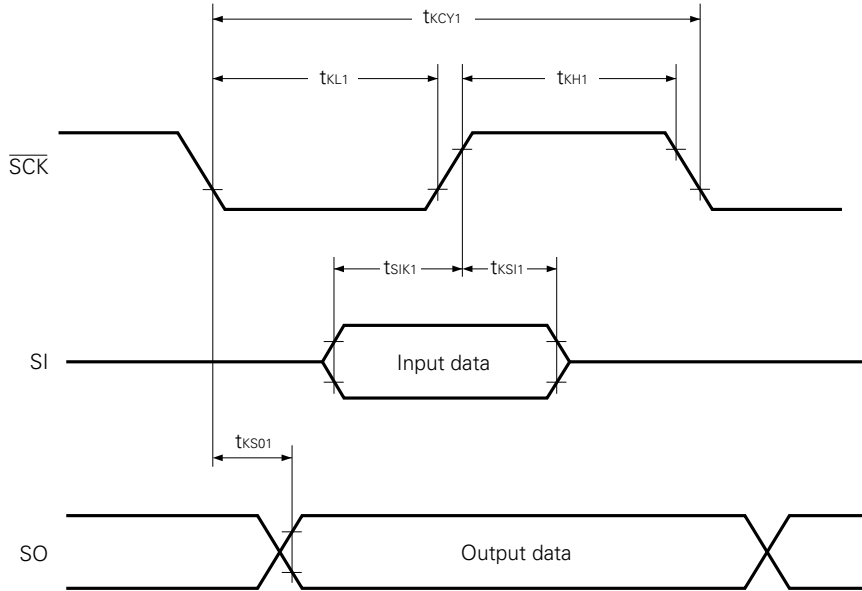 tKCY1
tKL1
tKH1
SCK
tSIK1
tKSI1
SI
Input data
tKS01
SO
Output data